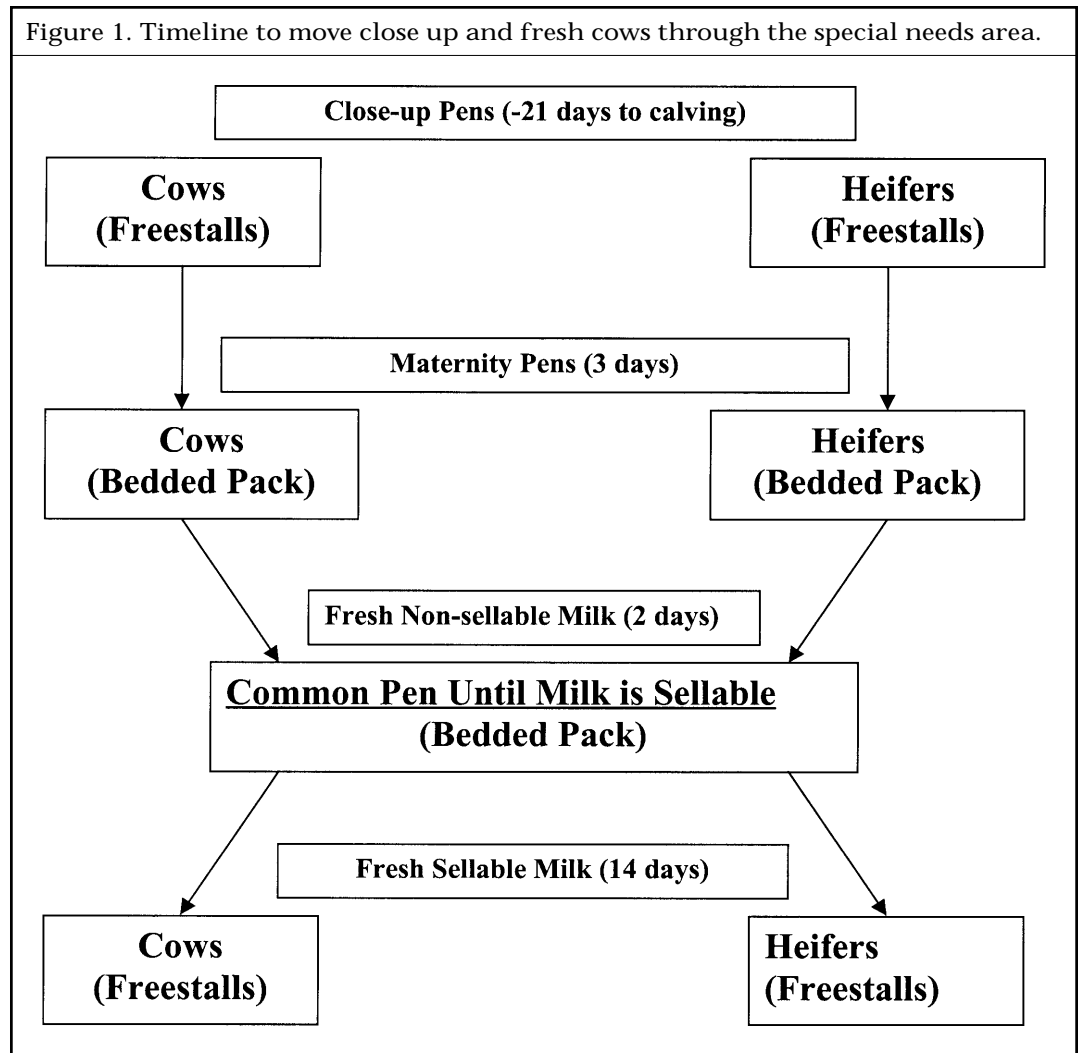 Figure 1. Timeline to move close up and fresh cows through the special needs area.
Close-up Pens (-21 days to calving)
Cows
(Freestalls)
Heifers
(Freestalls)
Maternity Pens (3 days)
Cows
(Bedded Pack)
Heifers
(Bedded Pack)
Fresh Non-sellable Milk (2 days)
Common Pen Until Milk is Sellable
(Bedded Pack)
Fresh Sellable Milk (14 days)
Cows
(Freestalls)
Heifers
(Freestalls)